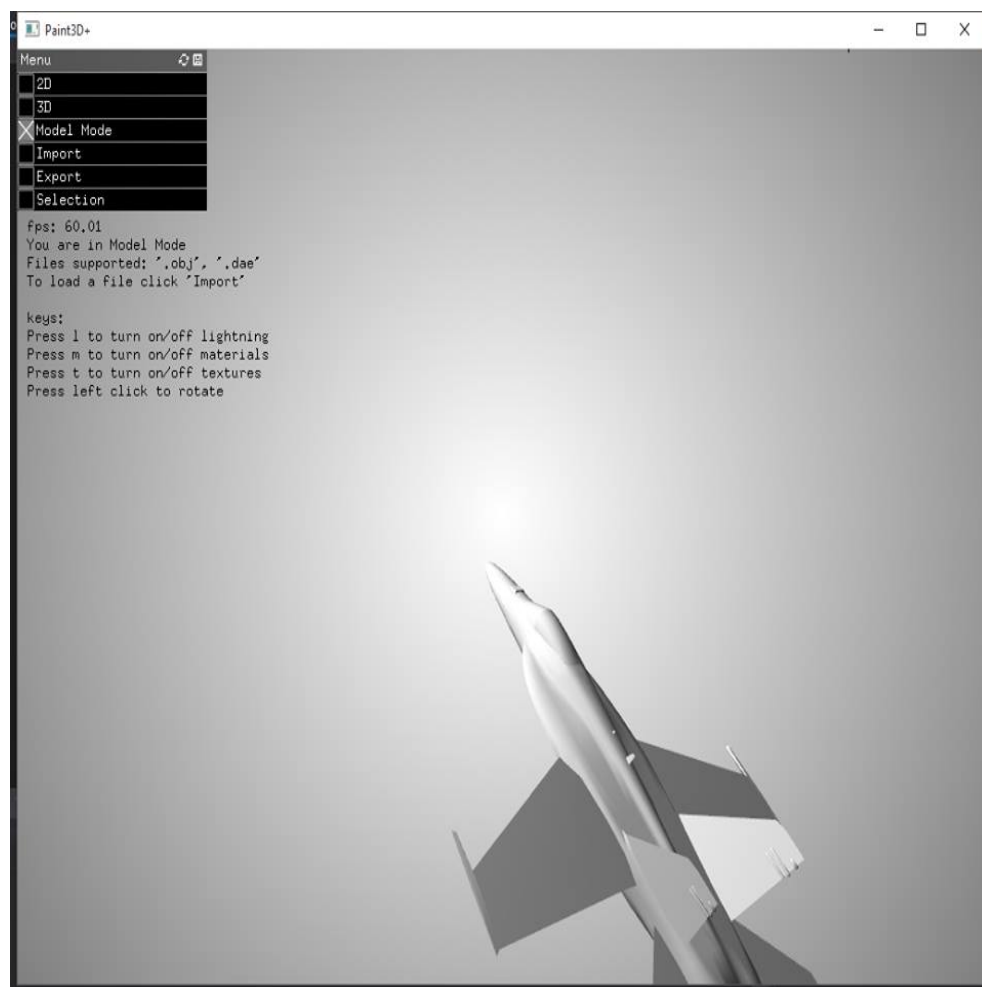 Paint3D+
Menu
2D
3D
Model Mode
Import
Export
Selection
fps: 60.01
You are in Model Mode
Files supported: '.obj', '.dae'
To load a file click 'Import'
keys:
Press l to turn on/off lightning
Press m to turn on/off materials
Press t to turn on/off textures
Press left click to rotate